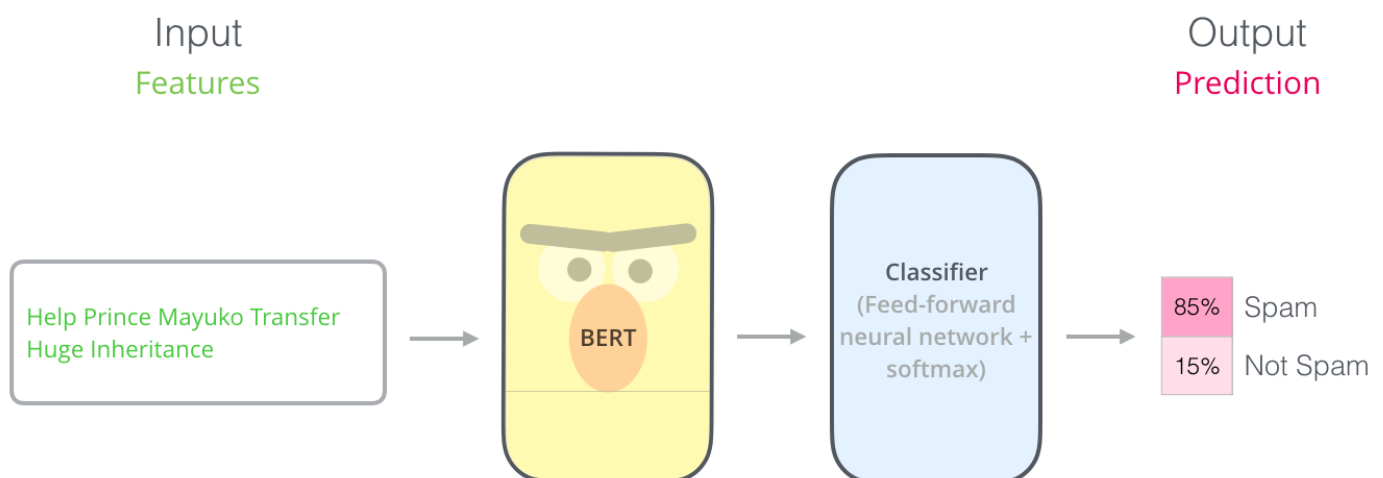 Input
Features
Output
Prediction
Help Prince Mayuko Transfer
Huge Inheritance
BERT
Classifier
(Feed-forward
neural network +
softmax)
85% Spam
15% Not Spam